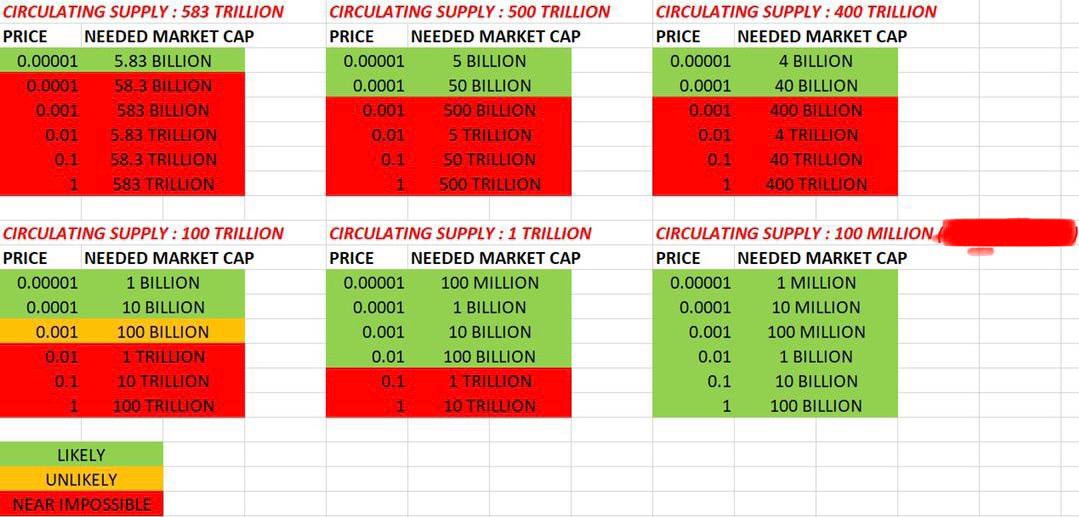 CIRCULATING SUPPLY : 583 TRILLION
PRICE NEEDED MARKET CAP
0.00001 5.83 BILLION
0.0001 58.3 BILLION
0.001 583 BILLION
0.01 5.83 TRILLION
0.1 58.3 TRILLION
1 583 TRILLION
CIRCULATING SUPPLY : 500 TRILLION
PRICE NEEDED MARKET CAP
0.00001 5 BILLION
0.0001 50 BILLION
0.001 500 BILLION
0.01 5 TRILLION
0.1 50 TRILLION
1 500 TRILLION
CIRCULATING SUPPLY : 400 TRILLION
PRICE NEEDED MARKET CAP
0.00001 4 BILLION
0.0001 40 BILLION
0.001 400 BILLION
0.01 4 TRILLION
0.1 40 TRILLION
1 400 TRILLION
CIRCULATING SUPPLY : 100 TRILLION
PRICE NEEDED MARKET CAP
0.00001 1 BILLION
0.0001 10 BILLION
0.001 100 BILLION
0.01 1 TRILLION
0.1 10 TRILLION
1 100 TRILLION
CIRCULATING SUPPLY : 1 TRILLION
PRICE NEEDED MARKET CAP
0.00001 100 MILLION
0.0001 1 BILLION
0.001 10 BILLION
0.01 100 BILLION
0.1 1 TRILLION
1 10 TRILLION
CIRCULATING SUPPLY : 100 MILLION (
PRICE NEEDED MARKET CAP
0.00001 1 MILLION
0.0001 10 MILLION
0.001 100 MILLION
0.01 1 BILLION
0.1 10 BILLION
1 100 BILLION
LIKELY
UNLIKELY
NEAR IMPOSSIBLE